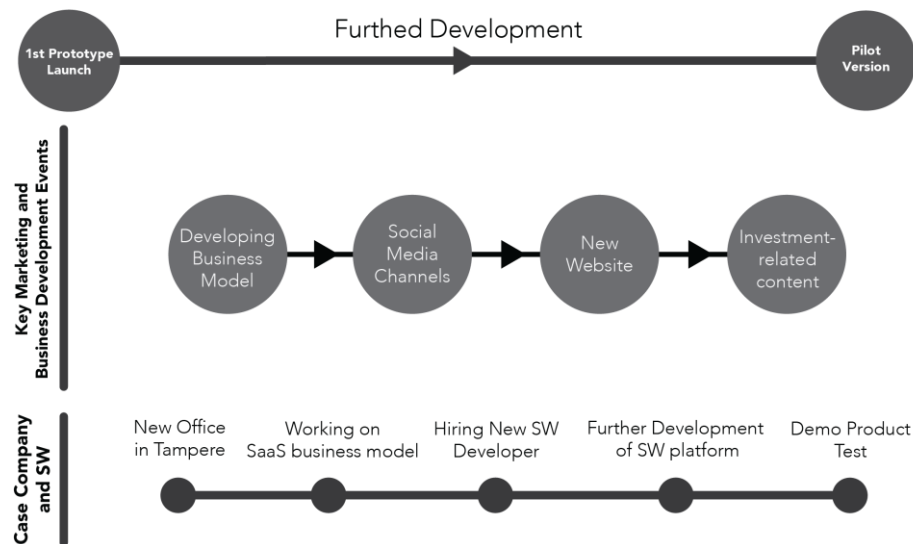 Furthed Development
1st Prototype
Launch
Pilot
Version
Key Marketing and
Business Development Events
Developing
Business
Model
Social
Media
Channels
New
Website
Investment-
related
content
Case Company
and SW
New Office
in Tampere
Working on
SaaS business model
Hiring New SW
Developer
Further Development
of SW platform
Demo Product
Test